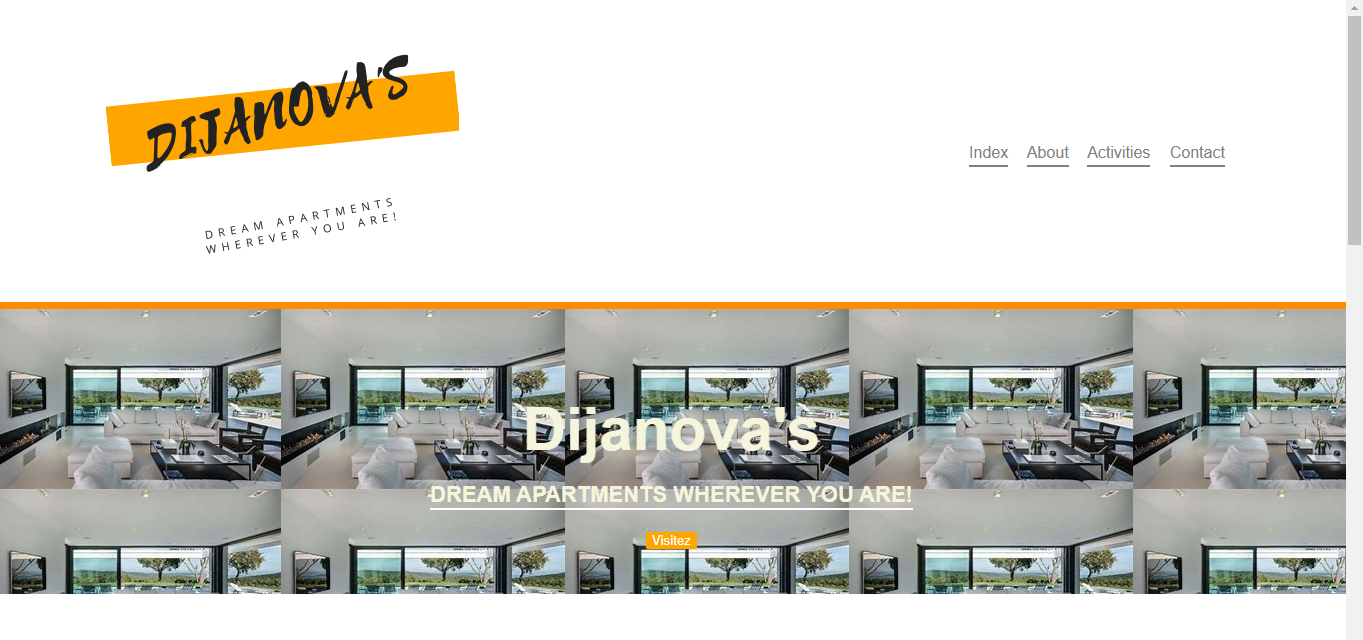 DIJANOVA'S
DREAM APARTMENTS
WHEREVER YOU ARE!
Index About Activities Contact
Dijanova's
DREAM APARTMENTS WHEREVER YOU ARE!
Visitez